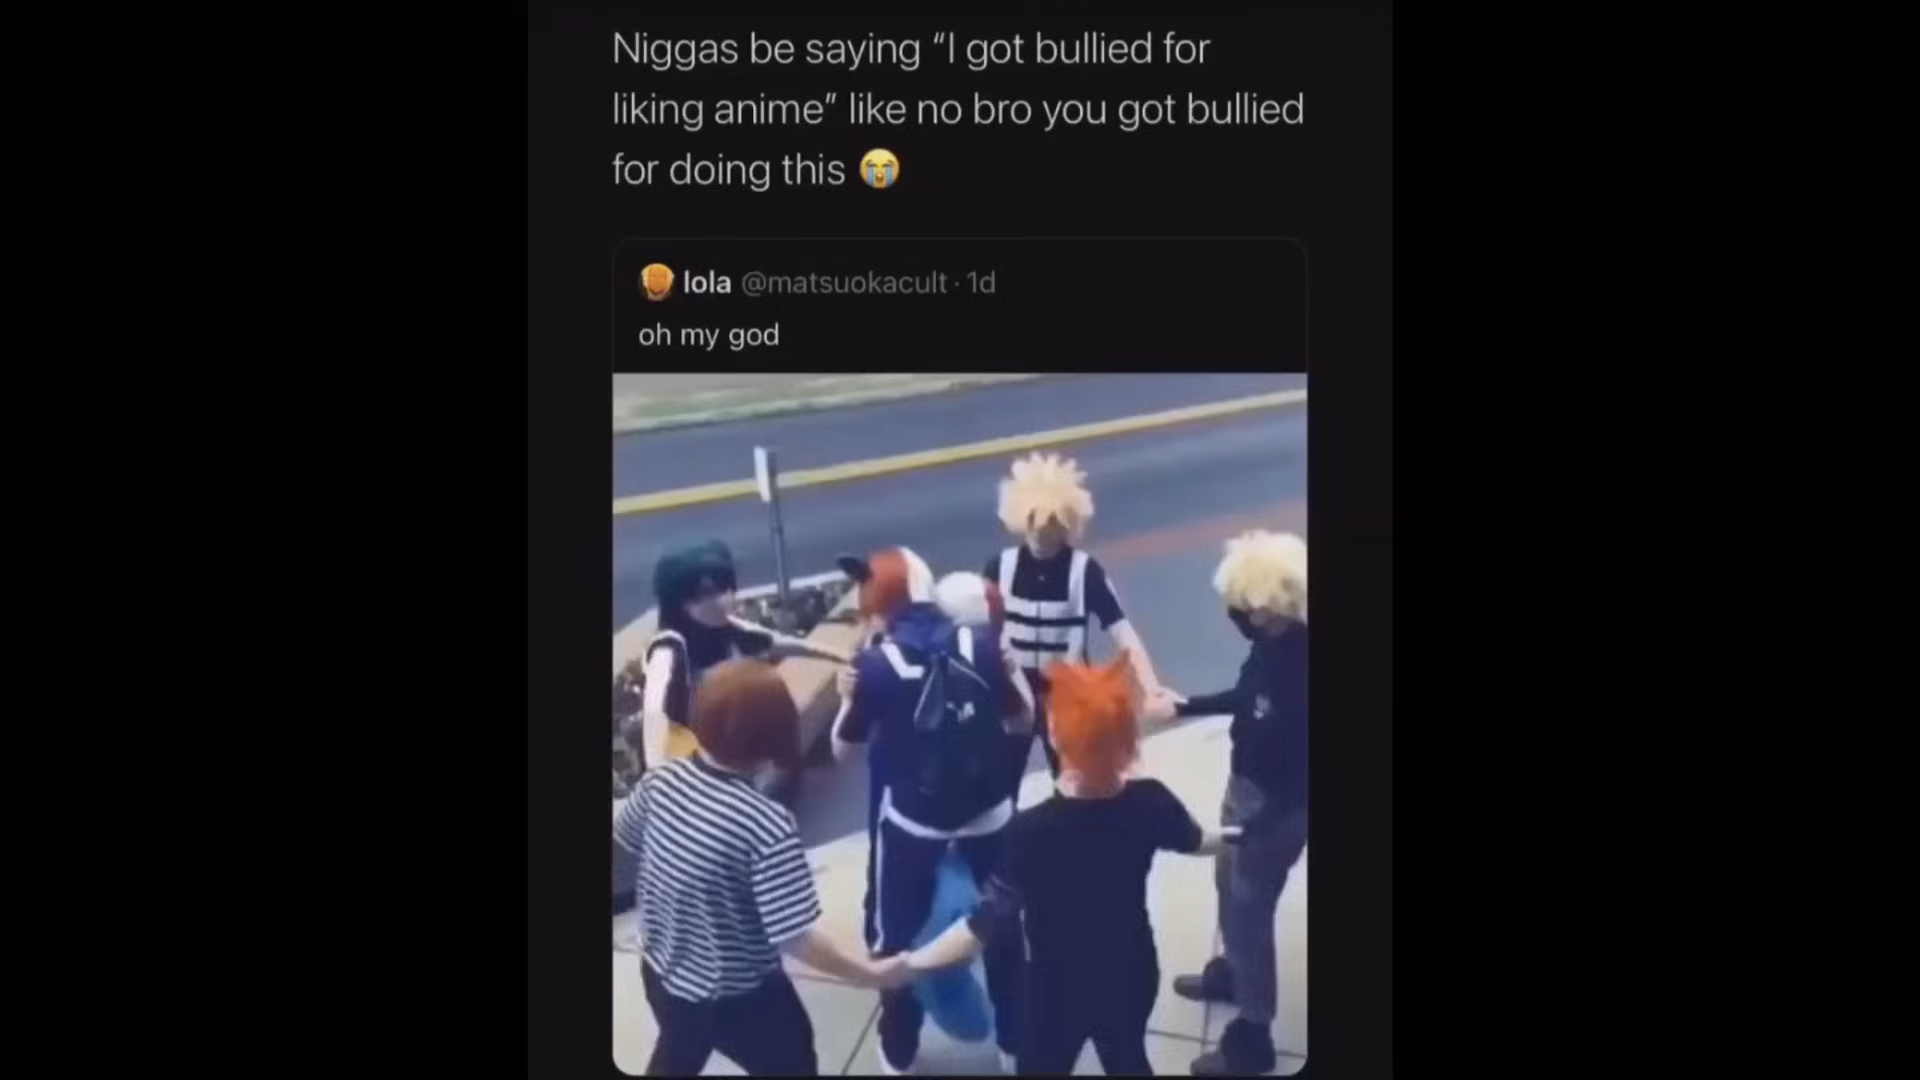 Niggas be saying “I got bullied for
liking anime” like no bro you got bullied
for doing this 😭
lola @matsuokacult · 1d
oh my god